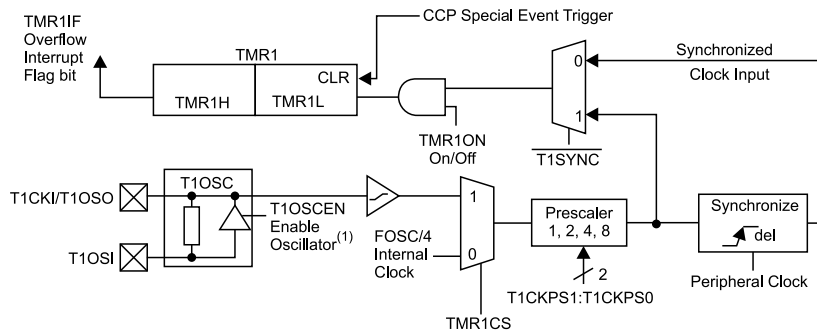 CCP Special Event Trigger
TMR1IF
Overflow
Interrupt
Flag bit
TMR1
CLR
TMR1H
TMR1L
0
1
Synchronized
Clock Input
TMR1ON
On/Off
T1SYNC
T1OSC
T1CKI/T1OSO
T1OSI
T1OSCEN
Enable
Oscillator(1)
FOSC/4
Internal
Clock
1
0
TMR1CS
Prescaler
1, 2, 4, 8
2
T1CKPS1:T1CKPS0
Synchronize
del
Peripheral Clock